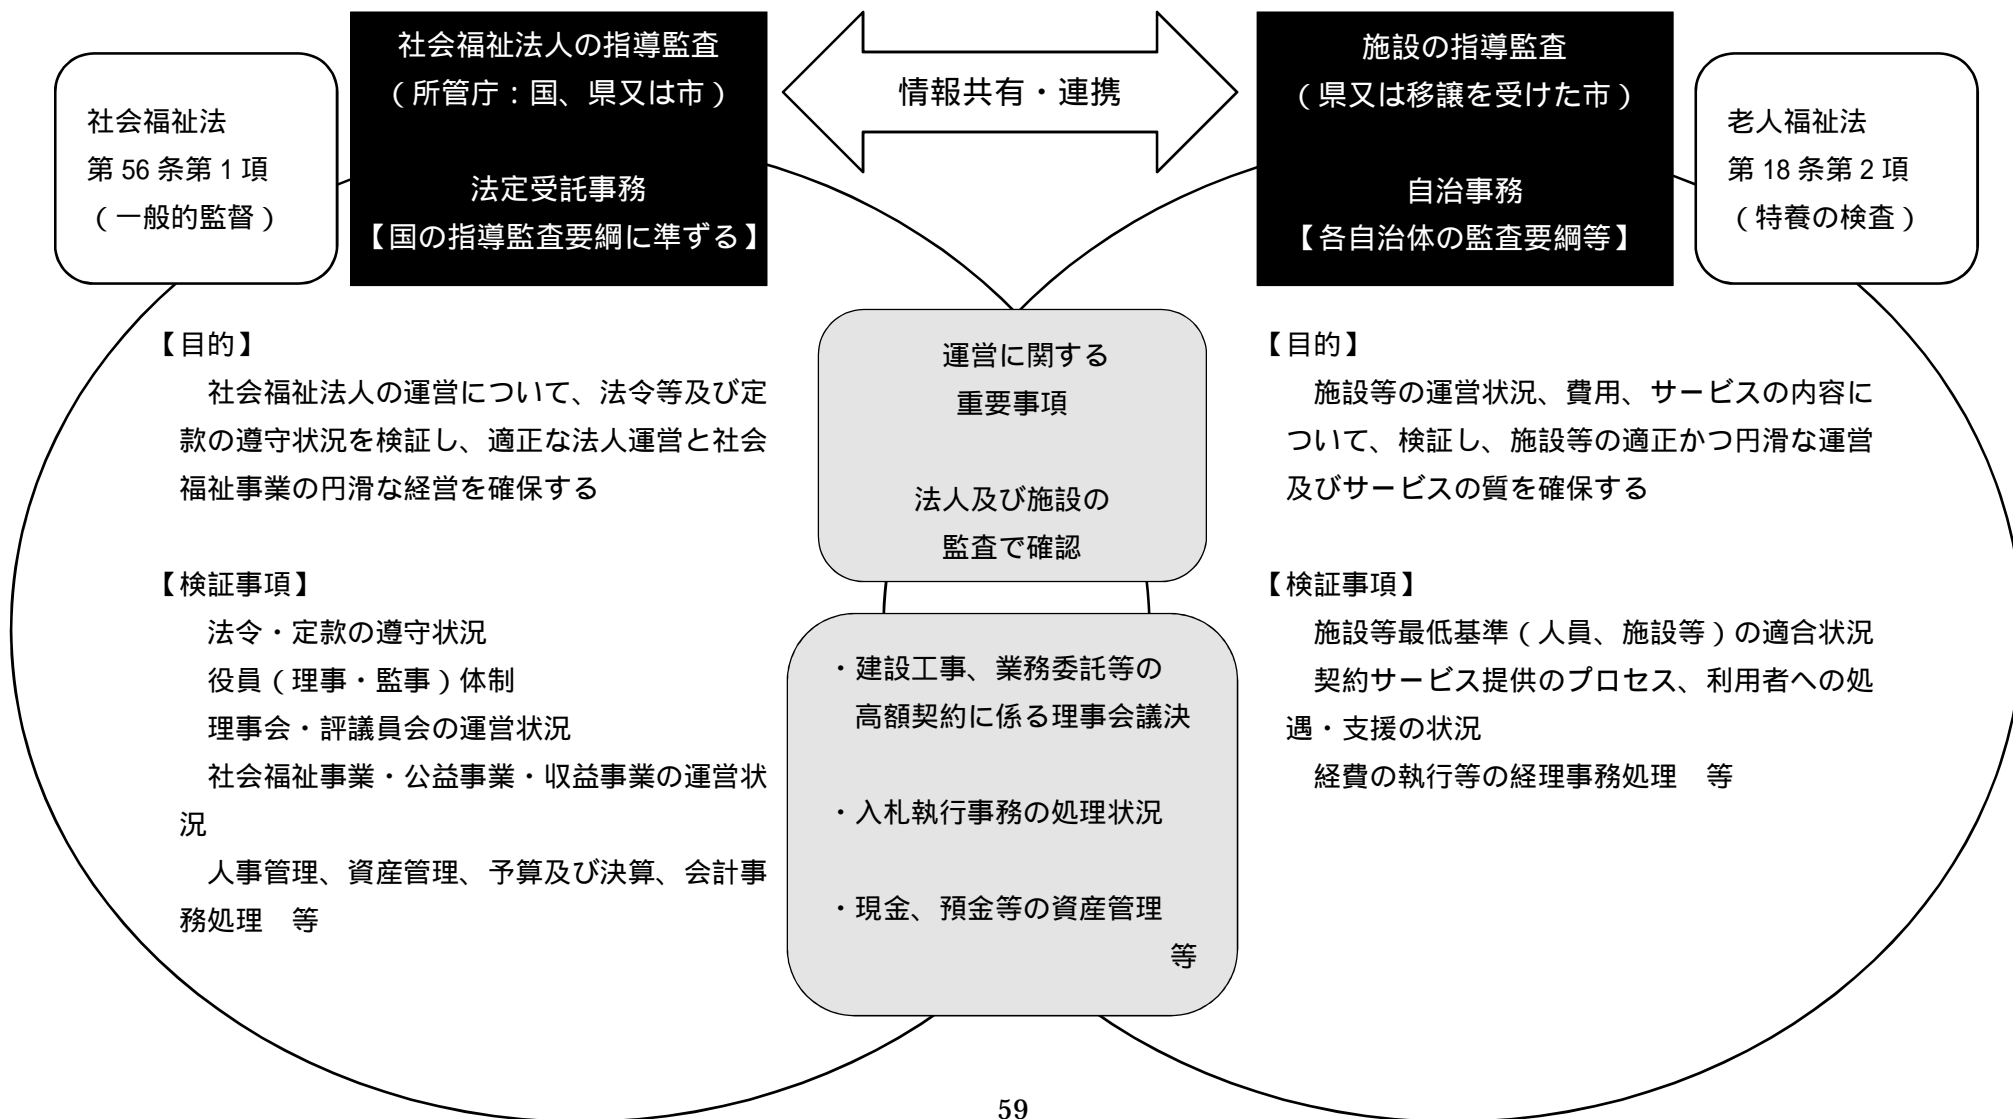 社会福祉法
第 56 条第 1 項
（一般的監督）
社会福祉法人の指導監査
（所管庁：国、県又は市）
法定受託事務
【国の指導監査要綱に準ずる】
情報共有・連携
施設の指導監査
（県又は移譲を受けた市）
自治事務
【各自治体の監査要綱等】
老人福祉法
第 18 条第 2 項
（特養の検査）
【目的】
社会福祉法人の運営について、法令等及び定
款の遵守状況を検証し、適正な法人運営と社会
福祉事業の円滑な経営を確保する
【検証事項】
法令・定款の遵守状況
役員（理事・監事）体制
理事会・評議員会の運営状況
社会福祉事業・公益事業・収益事業の運営状
況
人事管理、資産管理、予算及び決算、会計事
務処理　等
運営に関する
重要事項
法人及び施設の
監査で確認
・建設工事、業務委託等の
高額契約に係る理事会議決
・入札執行事務の処理状況
・現金、預金等の資産管理
等
【目的】
施設等の運営状況、費用、サービスの内容に
ついて、検証し、施設等の適正かつ円滑な運営
及びサービスの質を確保する
【検証事項】
施設等最低基準（人員、施設等）の適合状況
契約サービス提供のプロセス、利用者への処
遇・支援の状況
経費の執行等の経理事務処理　等
59